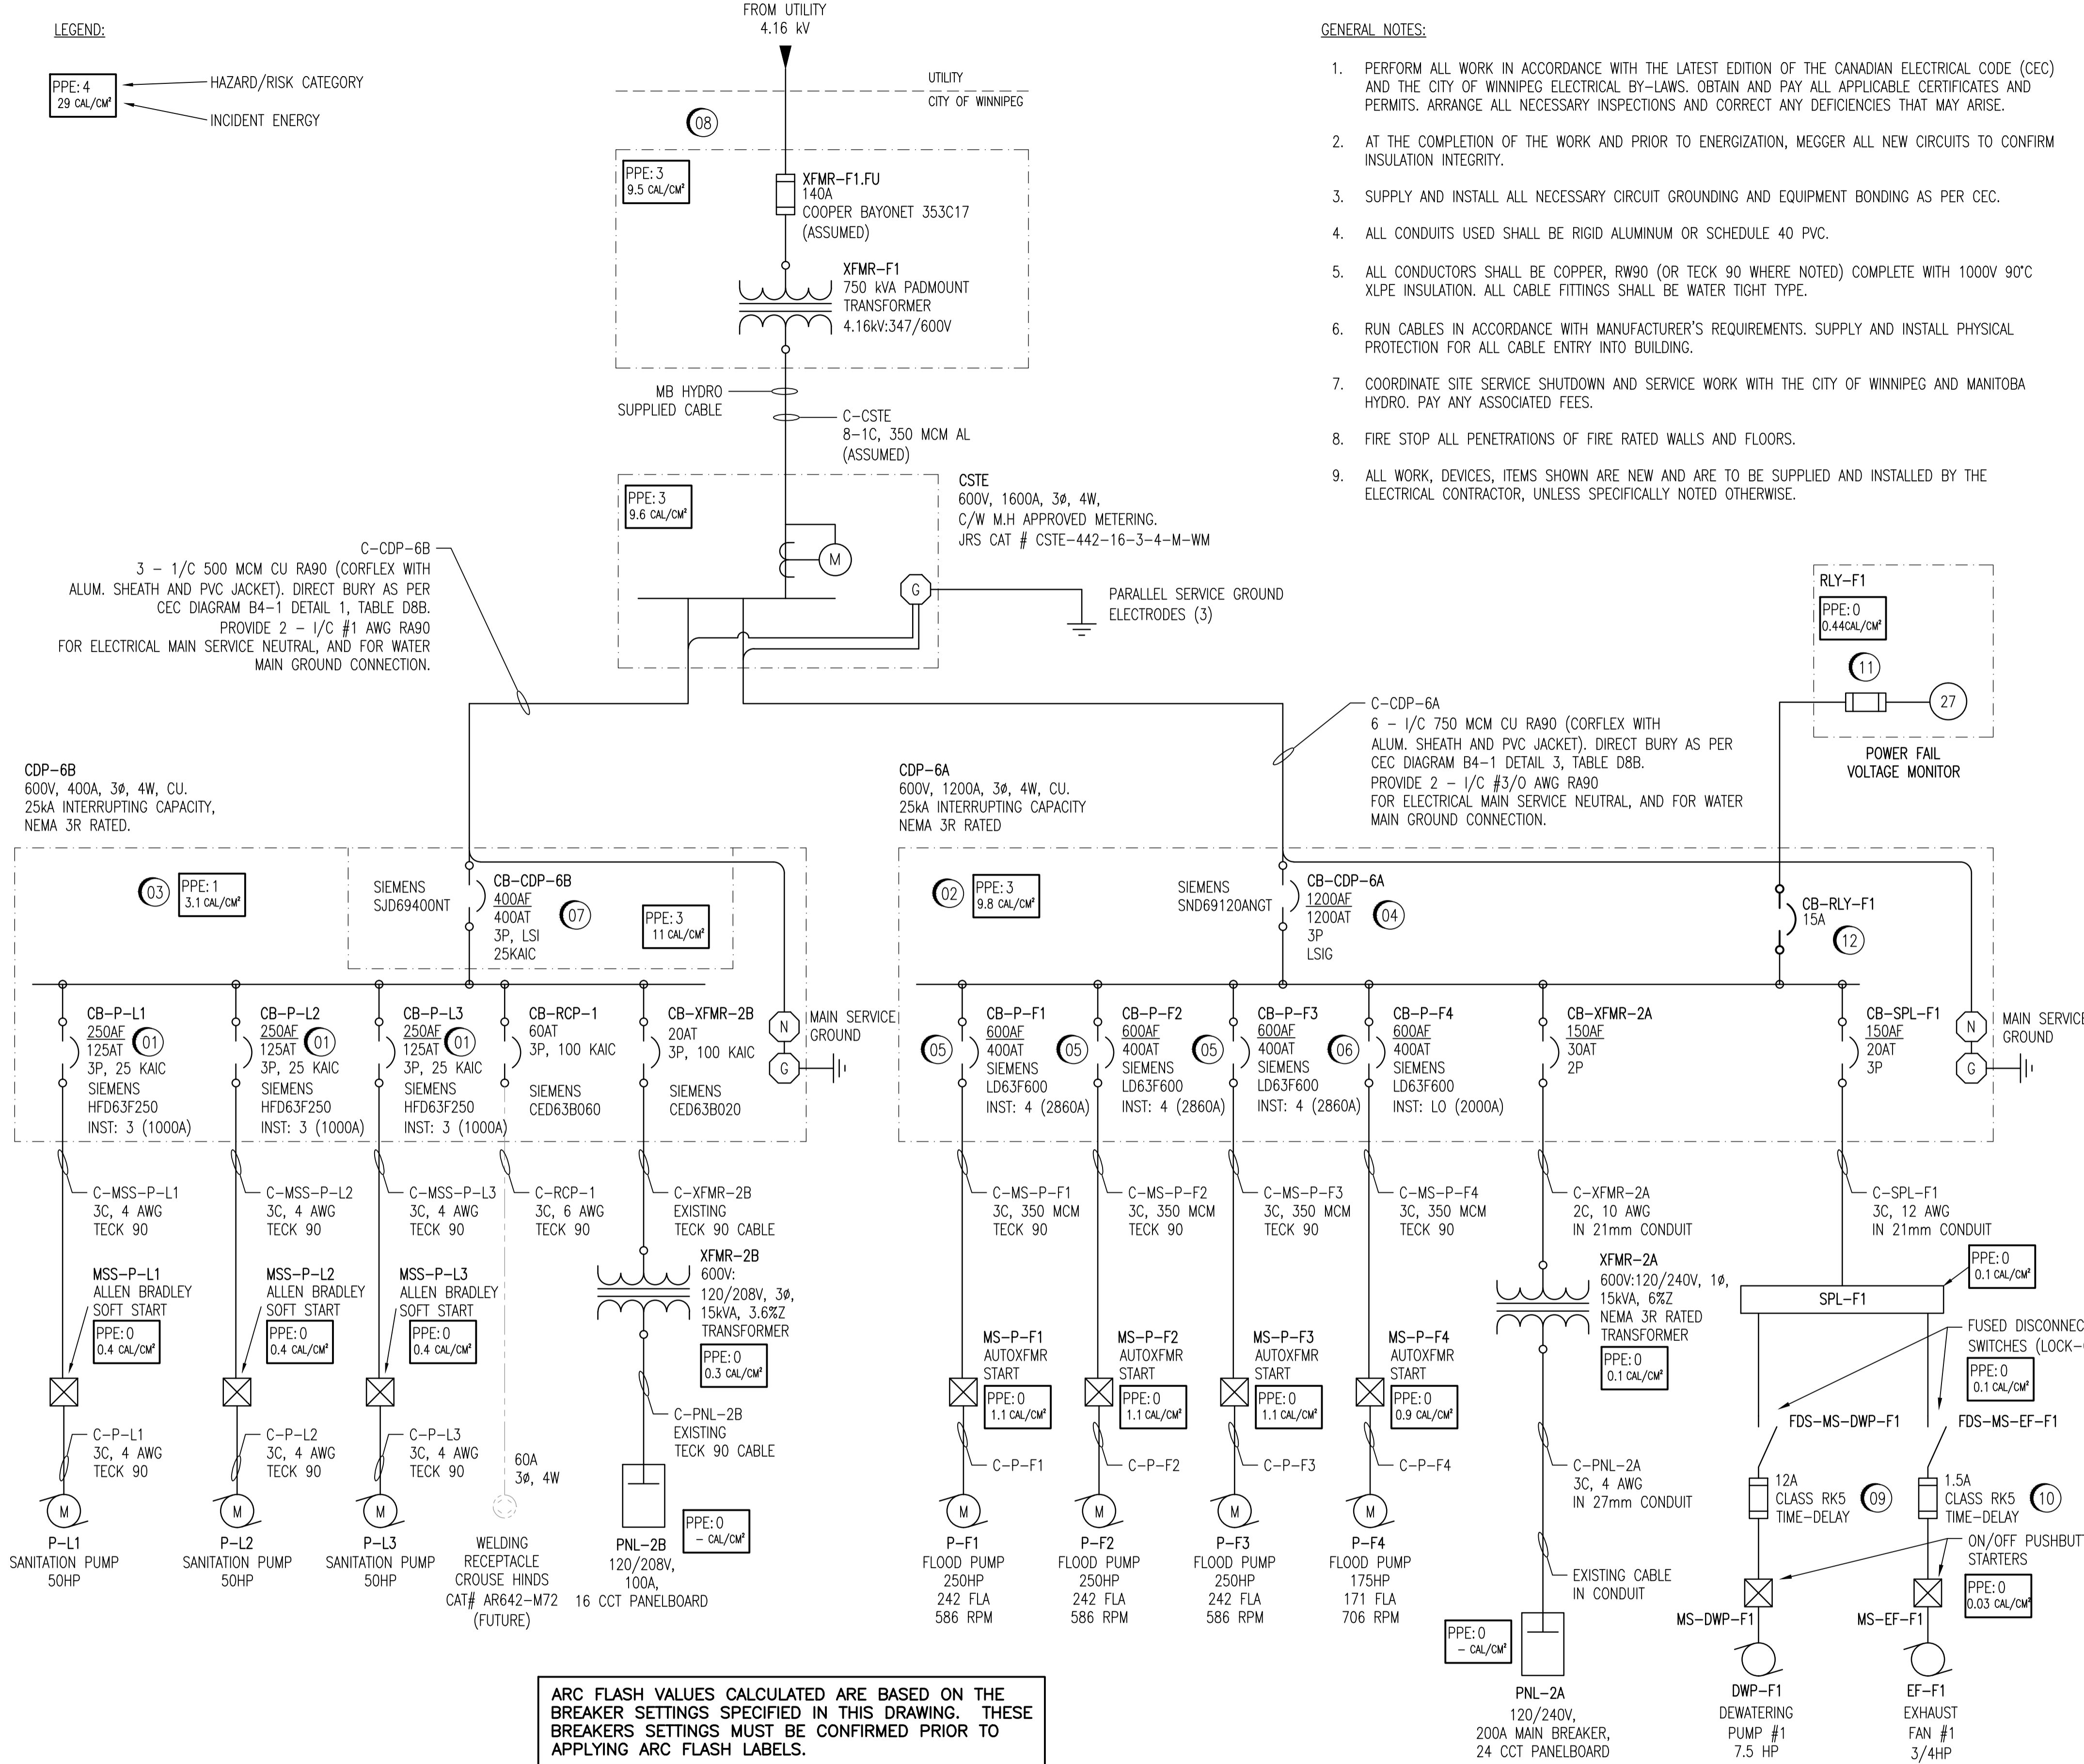 LEGEND:
PPE: 4
29 CAL/CM²
HAZARD/RISK CATEGORY
INCIDENT ENERGY
FROM UTILITY
4.16 kV
UTILITY
CITY OF WINNIPEG
08
PPE: 3
9.5 CAL/CM²
XFMR-F1.FU
140A
COOPER BAYONET 353C17
(ASSUMED)
XFMR-F1
750 kVA PADMOUNT
TRANSFORMER
4.16kV:347/600V
MB HYDRO
SUPPLIED CABLE
C-CSTE
8-1C, 350 MCM AL
(ASSUMED)
PPE: 3
9.6 CAL/CM²
M
G
CSTE
600V, 1600A, 3ø, 4W,
C/W M.H APPROVED METERING.
JRS CAT # CSTE-442-16-3-4-M-WM
PARALLEL SERVICE GROUND
ELECTRODES (3)
GENERAL NOTES:
1. PERFORM ALL WORK IN ACCORDANCE WITH THE LATEST EDITION OF THE CANADIAN ELECTRICAL CODE (CEC)
AND THE CITY OF WINNIPEG ELECTRICAL BY-LAWS. OBTAIN AND PAY ALL APPLICABLE CERTIFICATES AND
PERMITS. ARRANGE ALL NECESSARY INSPECTIONS AND CORRECT ANY DEFICIENCIES THAT MAY ARISE.
2. AT THE COMPLETION OF THE WORK AND PRIOR TO ENERGIZATION, MEGGER ALL NEW CIRCUITS TO CONFIRM
INSULATION INTEGRITY.
3. SUPPLY AND INSTALL ALL NECESSARY CIRCUIT GROUNDING AND EQUIPMENT BONDING AS PER CEC.
4. ALL CONDUITS USED SHALL BE RIGID ALUMINUM OR SCHEDULE 40 PVC.
5. ALL CONDUCTORS SHALL BE COPPER, RW90 (OR TECK 90 WHERE NOTED) COMPLETE WITH 1000V 90°C
XLPE INSULATION. ALL CABLE FITTINGS SHALL BE WATER TIGHT TYPE.
6. RUN CABLES IN ACCORDANCE WITH MANUFACTURER'S REQUIREMENTS. SUPPLY AND INSTALL PHYSICAL
PROTECTION FOR ALL CABLE ENTRY INTO BUILDING.
7. COORDINATE SITE SERVICE SHUTDOWN AND SERVICE WORK WITH THE CITY OF WINNIPEG AND MANITOBA
HYDRO. PAY ANY ASSOCIATED FEES.
8. FIRE STOP ALL PENETRATIONS OF FIRE RATED WALLS AND FLOORS.
9. ALL WORK, DEVICES, ITEMS SHOWN ARE NEW AND ARE TO BE SUPPLIED AND INSTALLED BY THE
ELECTRICAL CONTRACTOR, UNLESS SPECIFICALLY NOTED OTHERWISE.
C-CDP-6B
3 - 1/C 500 MCM CU RA90 (CORFLEX WITH
ALUM. SHEATH AND PVC JACKET). DIRECT BURY AS PER
CEC DIAGRAM B4-1 DETAIL 1, TABLE D8B.
PROVIDE 2 - I/C #1 AWG RA90
FOR ELECTRICAL MAIN SERVICE NEUTRAL, AND FOR WATER
MAIN GROUND CONNECTION.
C-CDP-6A
6 - I/C 750 MCM CU RA90 (CORFLEX WITH
ALUM. SHEATH AND PVC JACKET). DIRECT BURY AS PER
CEC DIAGRAM B4-1 DETAIL 3, TABLE D8B.
PROVIDE 2 - I/C #3/O AWG RA90
FOR ELECTRICAL MAIN SERVICE NEUTRAL, AND FOR WATER
MAIN GROUND CONNECTION.
RLY-F1
PPE: 0
0.44CAL/CM²
11
27
POWER FAIL
VOLTAGE MONITOR
CDP-6B
600V, 400A, 3ø, 4W, CU.
25kA INTERRUPTING CAPACITY,
NEMA 3R RATED.
03
PPE: 1
3.1 CAL/CM²
SIEMENS
SJD69400NT
CB-CDP-6B
400AF
400AT
3P, LSI
25KAIC
07
PPE: 3
11 CAL/CM²
CDP-6A
600V, 1200A, 3ø, 4W, CU.
25kA INTERRUPTING CAPACITY
NEMA 3R RATED
02
PPE: 3
9.8 CAL/CM²
SIEMENS
SND69120ANGT
CB-CDP-6A
1200AF
1200AT
3P
LSIG
04
CB-RLY-F1
15A
12
CB-P-L1
250AF
125AT
01
3P, 25 KAIC
SIEMENS
HFD63F250
INST: 3 (1000A)
CB-P-L2
250AF
125AT
01
3P, 25 KAIC
SIEMENS
HFD63F250
INST: 3 (1000A)
CB-P-L3
250AF
125AT
01
3P, 25 KAIC
SIEMENS
HFD63F250
INST: 3 (1000A)
CB-RCP-1
60AT
3P, 100 KAIC
SIEMENS
CED63B060
CB-XFMR-2B
20AT
3P, 100 KAIC
SIEMENS
CED63B020
N
G
MAIN SERVICE
GROUND
05
CB-P-F1
600AF
400AT
SIEMENS
LD63F600
INST: 4 (2860A)
05
CB-P-F2
600AF
400AT
SIEMENS
LD63F600
INST: 4 (2860A)
05
CB-P-F3
600AF
400AT
SIEMENS
LD63F600
INST: 4 (2860A)
06
CB-P-F4
600AF
400AT
SIEMENS
LD63F600
INST: LO (2000A)
CB-XFMR-2A
150AF
30AT
2P
CB-SPL-F1
150AF
20AT
3P
N
G
MAIN SERVICE
GROUND
C-MSS-P-L1
3C, 4 AWG
TECK 90
C-MSS-P-L2
3C, 4 AWG
TECK 90
C-MSS-P-L3
3C, 4 AWG
TECK 90
C-RCP-1
3C, 6 AWG
TECK 90
C-XFMR-2B
EXISTING
TECK 90 CABLE
C-MS-P-F1
3C, 350 MCM
TECK 90
C-MS-P-F2
3C, 350 MCM
TECK 90
C-MS-P-F3
3C, 350 MCM
TECK 90
C-MS-P-F4
3C, 350 MCM
TECK 90
C-XFMR-2A
2C, 10 AWG
IN 21mm CONDUIT
C-SPL-F1
3C, 12 AWG
IN 21mm CONDUIT
MSS-P-L1
ALLEN BRADLEY
SOFT START
PPE: 0
0.4 CAL/CM²
MSS-P-L2
ALLEN BRADLEY
SOFT START
PPE: 0
0.4 CAL/CM²
MSS-P-L3
ALLEN BRADLEY
SOFT START
PPE: 0
0.4 CAL/CM²
XFMR-2B
600V:
120/208V, 3ø,
15kVA, 3.6%Z
TRANSFORMER
PPE: 0
0.3 CAL/CM²
C-PNL-2B
EXISTING
TECK 90 CABLE
MS-P-F1
AUTOXFMR
START
PPE: 0
1.1 CAL/CM²
MS-P-F2
AUTOXFMR
START
PPE: 0
1.1 CAL/CM²
MS-P-F3
AUTOXFMR
START
PPE: 0
1.1 CAL/CM²
MS-P-F4
AUTOXFMR
START
PPE: 0
0.9 CAL/CM²
XFMR-2A
600V:120/240V, 1ø,
15kVA, 6%Z
NEMA 3R RATED
TRANSFORMER
PPE: 0
0.1 CAL/CM²
PPE: 0
0.1 CAL/CM²
SPL-F1
FUSED DISCONNEC
SWITCHES (LOCK-
PPE: 0
0.1 CAL/CM²
FDS-MS-DWP-F1
FDS-MS-EF-F1
C-P-L1
3C, 4 AWG
TECK 90
C-P-L2
3C, 4 AWG
TECK 90
C-P-L3
3C, 4 AWG
TECK 90
60A
3ø, 4W
C-P-F1
C-P-F2
C-P-F3
C-P-F4
C-PNL-2A
3C, 4 AWG
IN 27mm CONDUIT
12A
CLASS RK5
TIME-DELAY
09
1.5A
CLASS RK5
TIME-DELAY
10
M
P-L1
SANITATION PUMP
50HP
M
P-L2
SANITATION PUMP
50HP
M
P-L3
SANITATION PUMP
50HP
WELDING
RECEPTACLE
CROUSE HINDS
CAT# AR642-M72
(FUTURE)
PNL-2B
120/208V,
100A,
16 CCT PANELBOARD
PPE: 0
- CAL/CM²
M
P-F1
FLOOD PUMP
250HP
242 FLA
586 RPM
M
P-F2
FLOOD PUMP
250HP
242 FLA
586 RPM
M
P-F3
FLOOD PUMP
250HP
242 FLA
586 RPM
M
P-F4
FLOOD PUMP
175HP
171 FLA
706 RPM
EXISTING CABLE
IN CONDUIT
ON/OFF PUSHBUT
STARTERS
PPE: 0
0.03 CAL/CM²
MS-DWP-F1
MS-EF-F1
PPE: 0
- CAL/CM²
PNL-2A
120/240V,
200A MAIN BREAKER,
24 CCT PANELBOARD
DWP-F1
DEWATERING
PUMP #1
7.5 HP
EF-F1
EXHAUST
FAN #1
3/4HP
ARC FLASH VALUES CALCULATED ARE BASED ON THE
BREAKER SETTINGS SPECIFIED IN THIS DRAWING. THESE
BREAKERS SETTINGS MUST BE CONFIRMED PRIOR TO
APPLYING ARC FLASH LABELS.